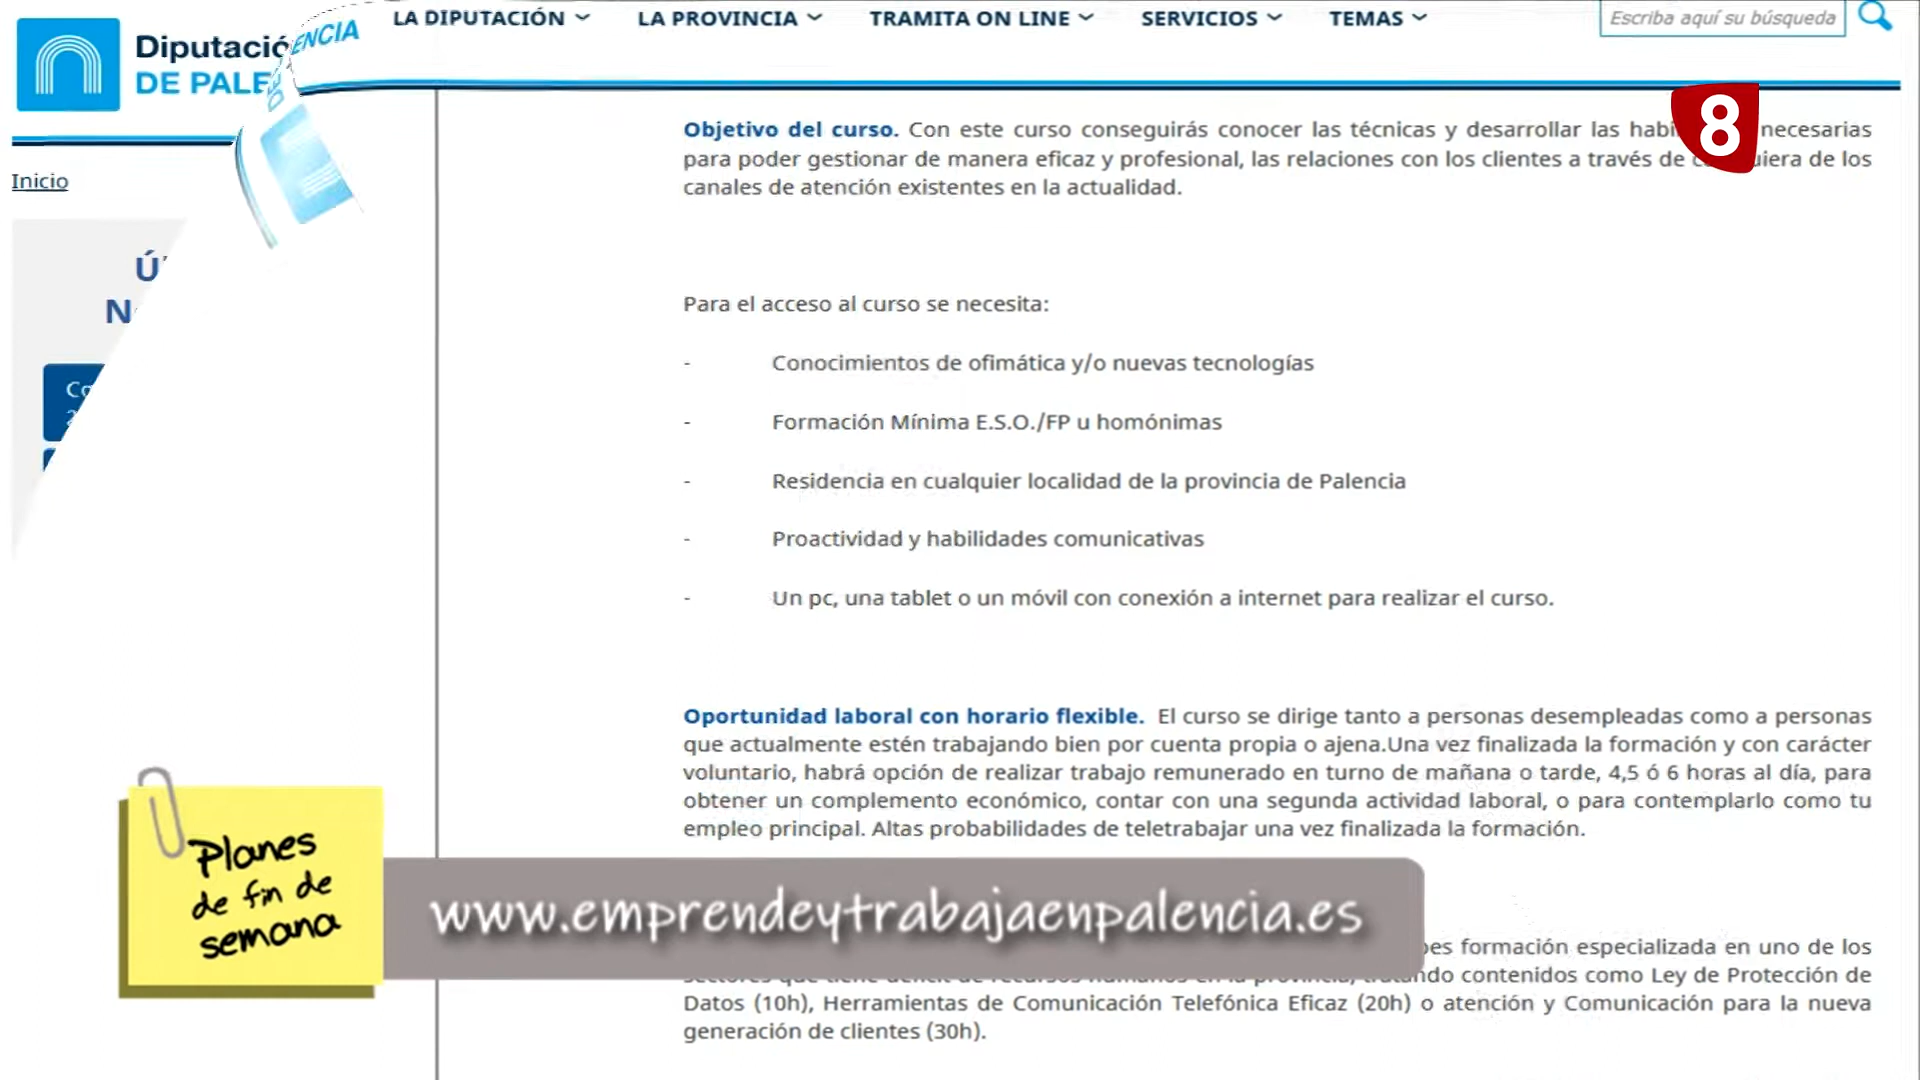 Diputació
DE PALE
ENCIA
LA DIPUTACIÓN
LA PROVINCIA
TRAMITA ON LINE
SERVICIOS
TEMAS
Escriba aquí su búsqueda
8
Inicio
Objetivo del curso. Con este curso conseguirás conocer las técnicas y desarrollar las habi necesarias
para poder gestionar de manera eficaz y profesional, las relaciones con los clientes a través de c uiera de los
canales de atención existentes en la actualidad.
Para el acceso al curso se necesita:
- Conocimientos de ofimática y/o nuevas tecnologías
- Formación Mínima E.S.O./FP u homónimas
- Residencia en cualquier localidad de la provincia de Palencia
- Proactividad y habilidades comunicativas
- Un pc, una tablet o un móvil con conexión a internet para realizar el curso.
Oportunidad laboral con horario flexible. El curso se dirige tanto a personas desempleadas como a personas
que actualmente estén trabajando bien por cuenta propia o ajena.Una vez finalizada la formación y con carácter
voluntario, habrá opción de realizar trabajo remunerado en turno de mañana o tarde, 4,5 ó 6 horas al día, para
obtener un complemento económico, contar con una segunda actividad laboral, o para contemplarlo como tu
empleo principal. Altas probabilidades de teletrabajar una vez finalizada la formación.
Planes
de fin de
semana
www.emprendeytrabajaenpalencia.es
formación especializada en uno de los
contenidos como Ley de Protección de
Datos (10h), Herramientas de Comunicación Telefónica Eficaz (20h) o atención y Comunicación para la nueva
generación de clientes (30h).